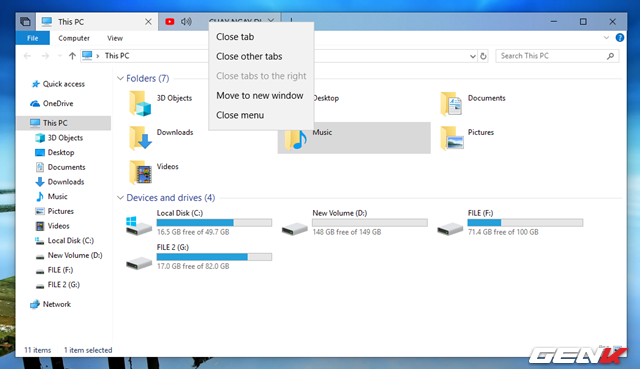 This PC
CHAY NGAY DI
File
Computer
View
This PC
Search This PC
Close tab
Close other tabs
Close tabs to the right
Move to new window
Close menu
Quick access
OneDrive
This PC
3D Objects
Desktop
Documents
Downloads
Music
Pictures
Videos
Local Disk (C:)
New Volume (D:)
FILE (F:)
FILE 2 (G:)
Network
Folders (7)
3D Objects
Desktop
Documents
Downloads
Music
Pictures
Videos
Devices and drives (4)
Local Disk (C:)
16.5 GB free of 49.7 GB
New Volume (D:)
148 GB free of 149 GB
FILE (F:)
71.4 GB free of 100 GB
FILE 2 (G:)
17.0 GB free of 82.0 GB
11 items
1 item selected
GENK